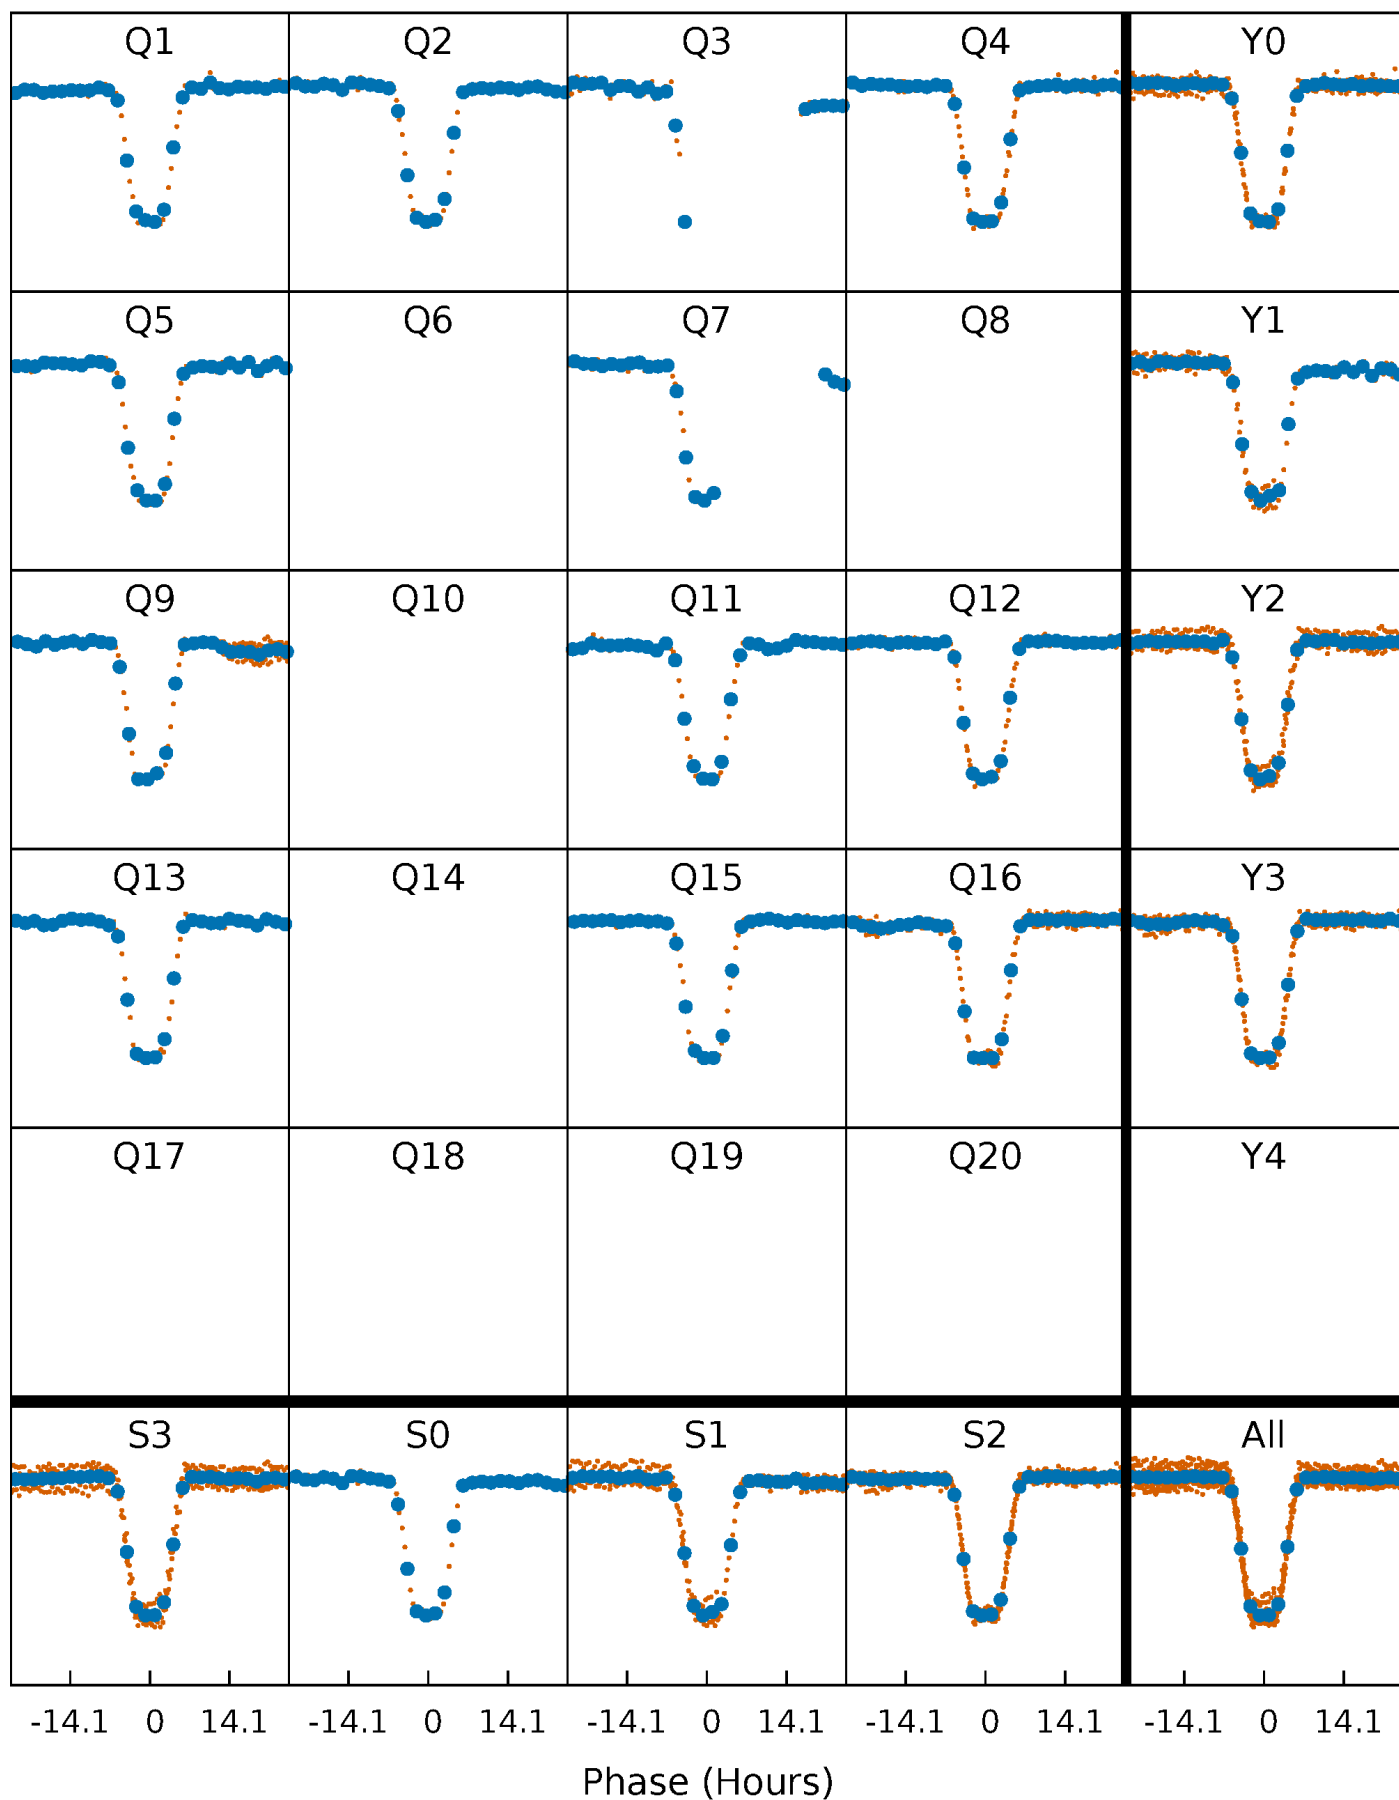 Q1 Q2 Q3 Q4 Y0
Q5 Q6 Q7 Q8 Y1
Q9 Q10 Q11 Q12 Y2
Q13 Q14 Q15 Q16 Y3
Q17 Q18 Q19 Q20 Y4
S3 S0 S1 S2 All
-14.1 0 14.1 -14.1 0 14.1 -14.1 0 14.1 -14.1 0 14.1 -14.1 0 14.1
Phase (Hours)